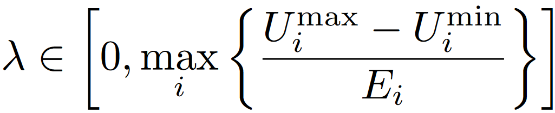 λ ∈ [0, max_i { (U_i^max − U_i^min) / E_i }]